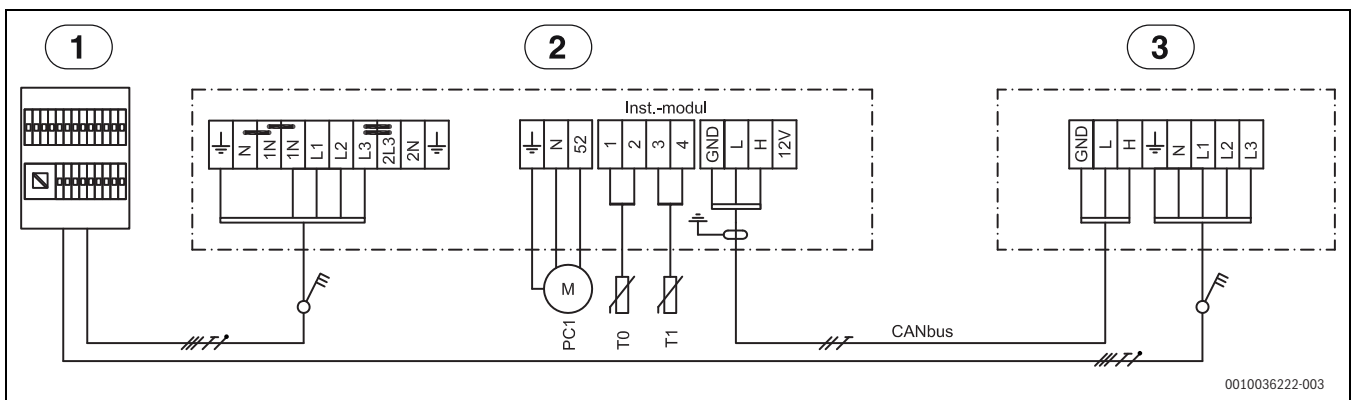 1
2
3
Inst.-modul
N
1N
1N
L1
L2
L3
2L3
2N
N
52
1
2
3
4
GND
L
H
12V
GND
L
H
N
L1
L2
L3
M
PC1
T0
T1
CANbus
0010036222-003